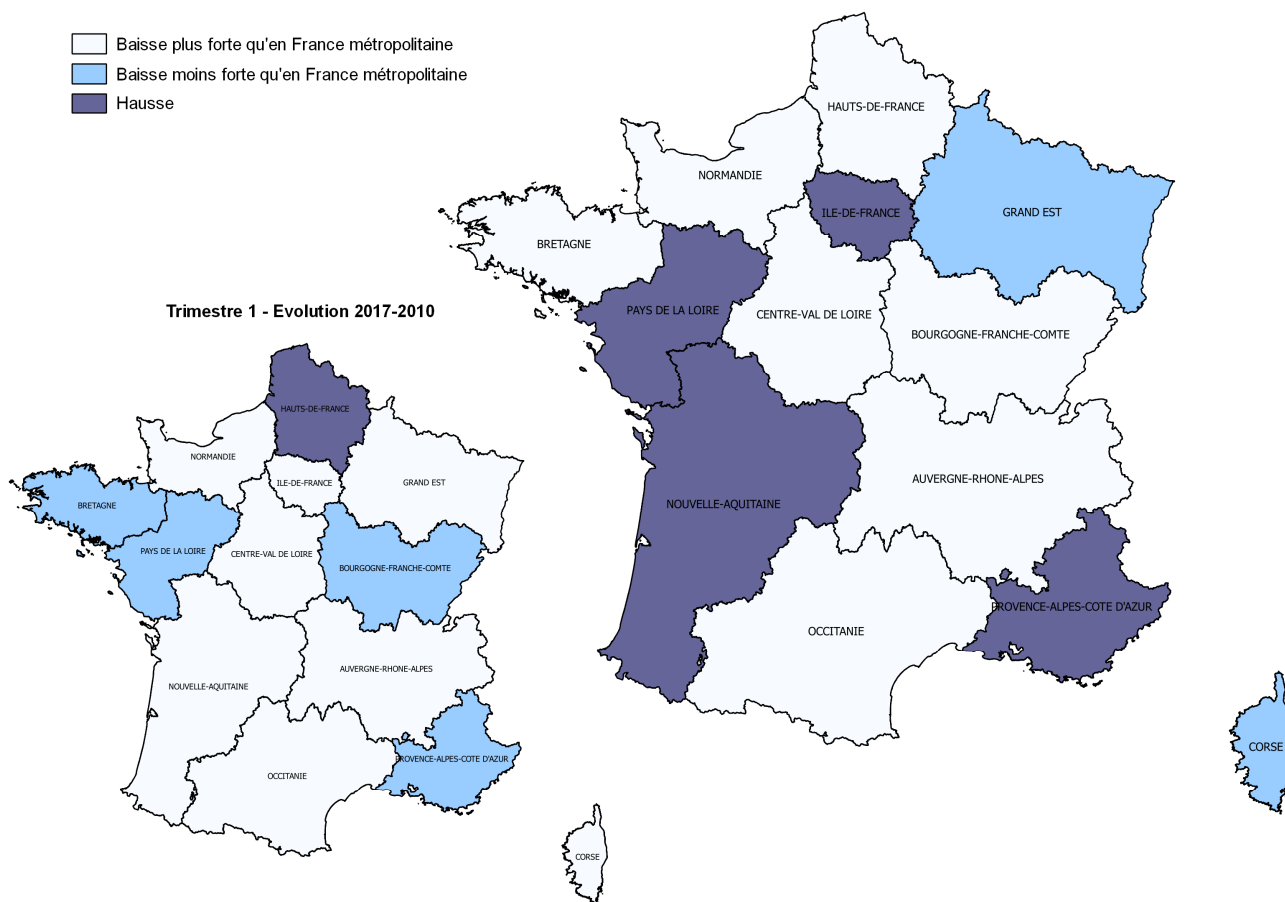 Baisse plus forte qu'en France métropolitaine
Baisse moins forte qu'en France métropolitaine
Hausse
HAUTS-DE-FRANCE
NORMANDIE
ILE-DE-FRANCE
GRAND EST
BRETAGNE
PAYS DE LA LOIRE
CENTRE-VAL DE LOIRE
BOURGOGNE-FRANCHE-COMTE
AUVERGNE-RHONE-ALPES
NOUVELLE-AQUITAINE
PROVENCE-ALPES-COTE D'AZUR
OCCITANIE
CORSE
Trimestre 1 - Evolution 2017-2010
HAUTS-DE-FRANCE
NORMANDIE
ILE-DE-FRANCE
GRAND EST
BRETAGNE
PAYS DE LA LOIRE
CENTRE-VAL DE LOIRE
BOURGOGNE-FRANCHE-COMTE
AUVERGNE-RHONE-ALPES
NOUVELLE-AQUITAINE
PROVENCE-ALPES-COTE D'AZUR
OCCITANIE
CORSE